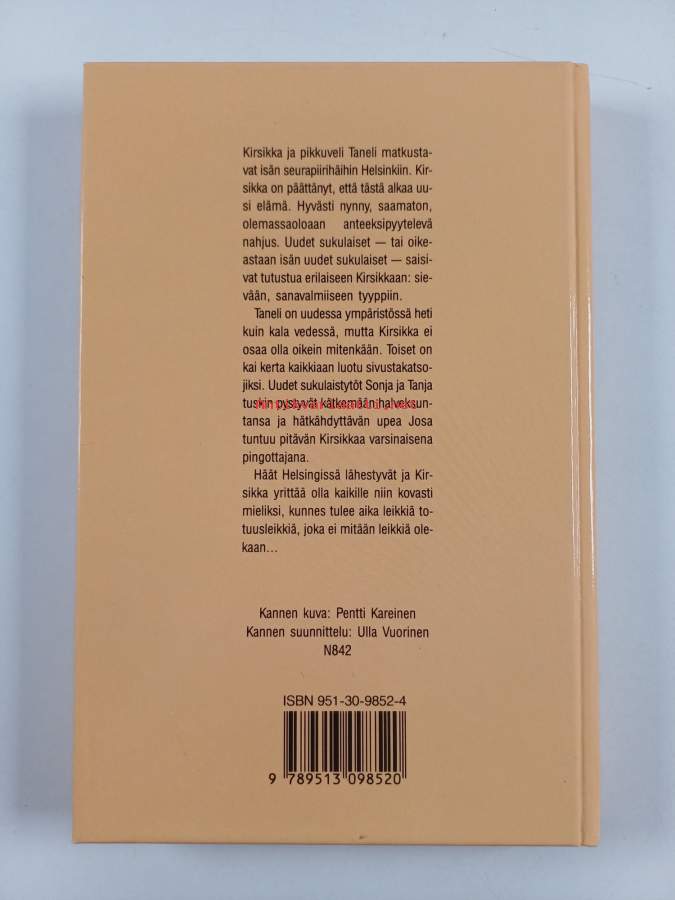 Kirsikka ja pikkuveli Taneli matkusta-
vat isän seurapiirihäihin Helsinkiin. Kir-
sikka on päättänyt, että tästä alkaa uu-
si elämä. Hyvästi nynny, saamaton,
olemassaoloaan anteeksipyytelevä
nahjus. Uudet sukulaiset — tai oike-
astaan isän uudet sukulaiset — saisi-
vat tutustua erilaiseen Kirsikkaan: sie-
vään, sanavalmiiseen tyyppiin.
Taneli on uudessa ympäristössä heti
kuin kala vedessä, mutta Kirsikka ei
osaa olla oikein mitenkään. Toiset on
kai kerta kaikkiaan luotu sivustakatso-
jiksi. Uudet sukulaistytöt Sonja ja Tanja
tuskin pystyvät kätkemään halveksun-
tansa ja hätkähdyttävän upea Josa
tuntuu pitävän Kirsikkaa varsinaisena
pingottajana.
Häät Helsingissä lähestyvät ja Kir-
sikka yrittää olla kaikille niin kovasti
mieliksi, kunnes tulee aika leikkiä to-
tuusleikkiä, joka ei mitään leikkiä ole-
kaan...
Kannen kuva: Pentti Kareinen
Kannen suunnittelu: Ulla Vuorinen
N842
ISBN 951-30-9852-4
9 789513 098520